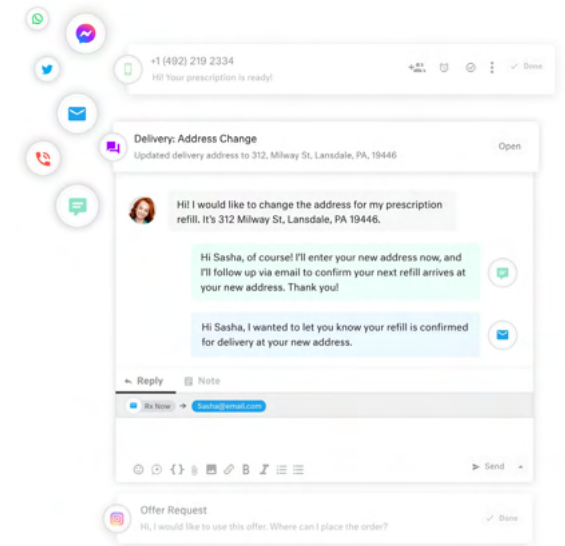 +1 (492) 219 2334
Hi! Your prescription is ready!
Done
Delivery: Address Change
Updated delivery address to 312, Milway St, Lansdale, PA, 19446
Open
Hi! I would like to change the address for my prescription
refill. It's 312 Milway St, Lansdale, PA 19446.
Hi Sasha, of course! I'll enter your new address now, and
I'll follow up via email to confirm your next refill arrives at
your new address. Thank you!
Hi Sasha, I wanted to let you know your refill is confirmed
for delivery at your new address.
Reply
Note
Rx Now
Sasha@email.com
B I
Send
Offer Request
Hi, I would like to use this offer. Where can I place the order?
Done